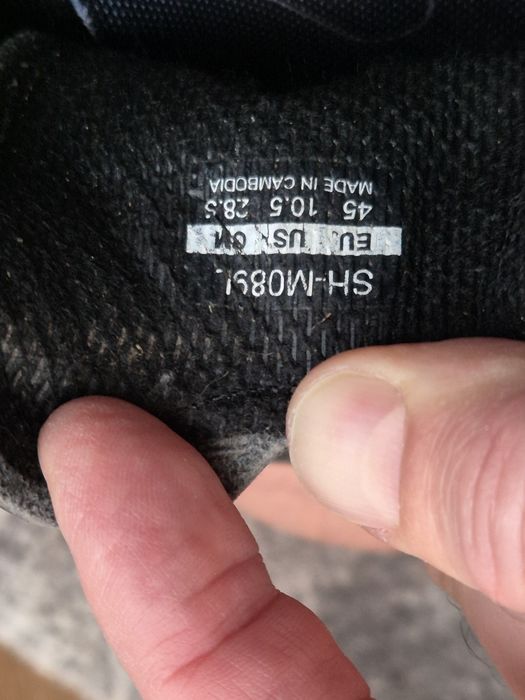 SH-M089L
EU US CM
45 10.5 28.5
MADE IN CAMBODIA